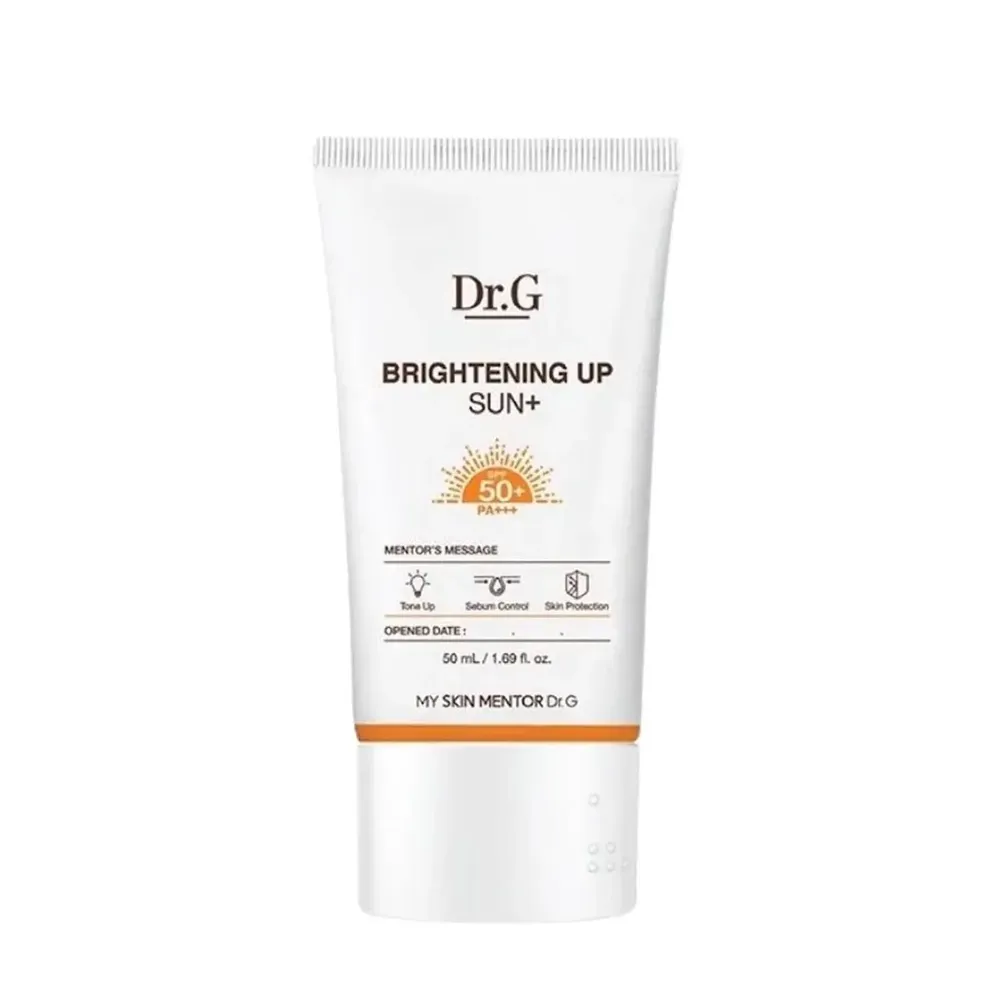 Dr.G
BRIGHTENING UP
SUN+
SPF
50+
PA+++
MENTOR'S MESSAGE
Tone Up Sebum Control Skin Protection
OPENED DATE : . .
50 mL / 1.69 fl. oz.
MY SKIN MENTOR Dr.G